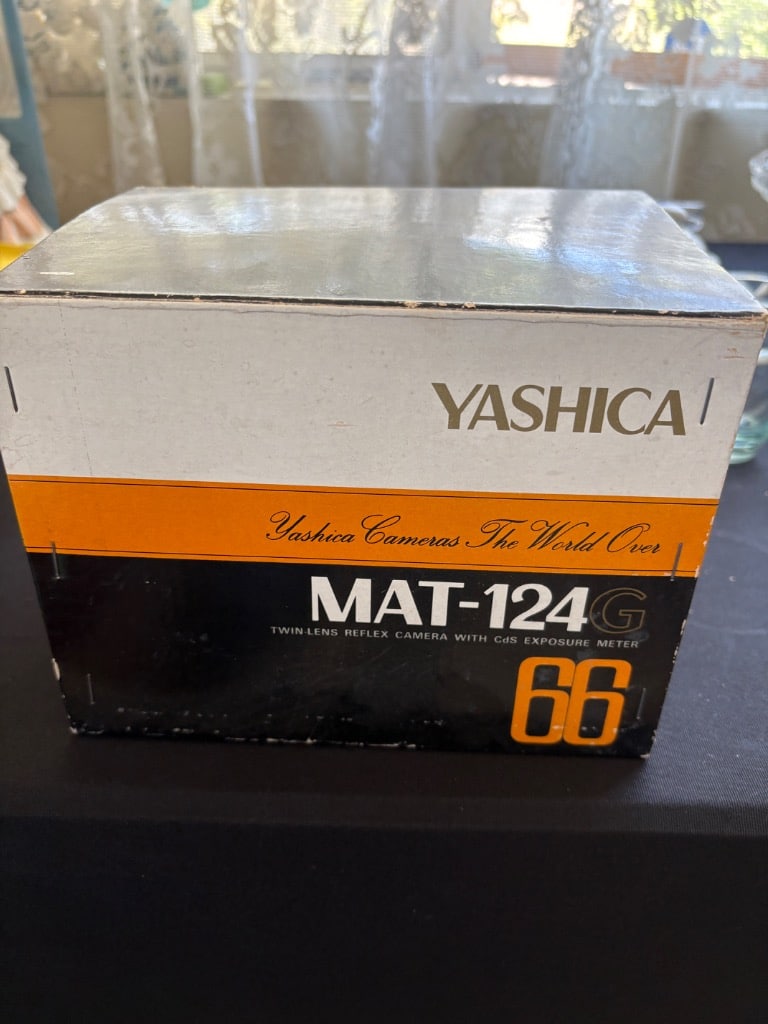 YASHICA
Yashica Cameras The World Over
MAT-124G
TWIN-LENS REFLEX CAMERA WITH CdS EXPOSURE METER
66